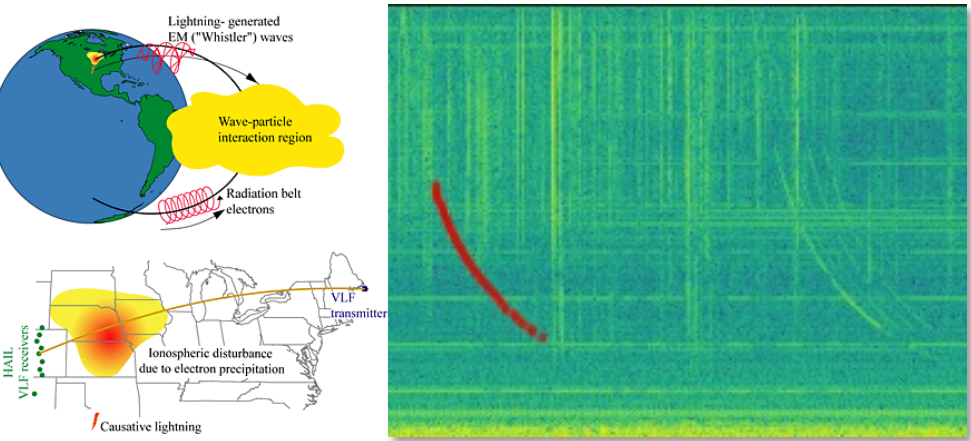 Lightning- generated
EM ("Whistler") waves
Wave-particle
interaction region
Radiation belt
electrons
VLF
transmitter
HAIL
VLF receivers
Ionospheric disturbance
due to electron precipitation
Causative lightning